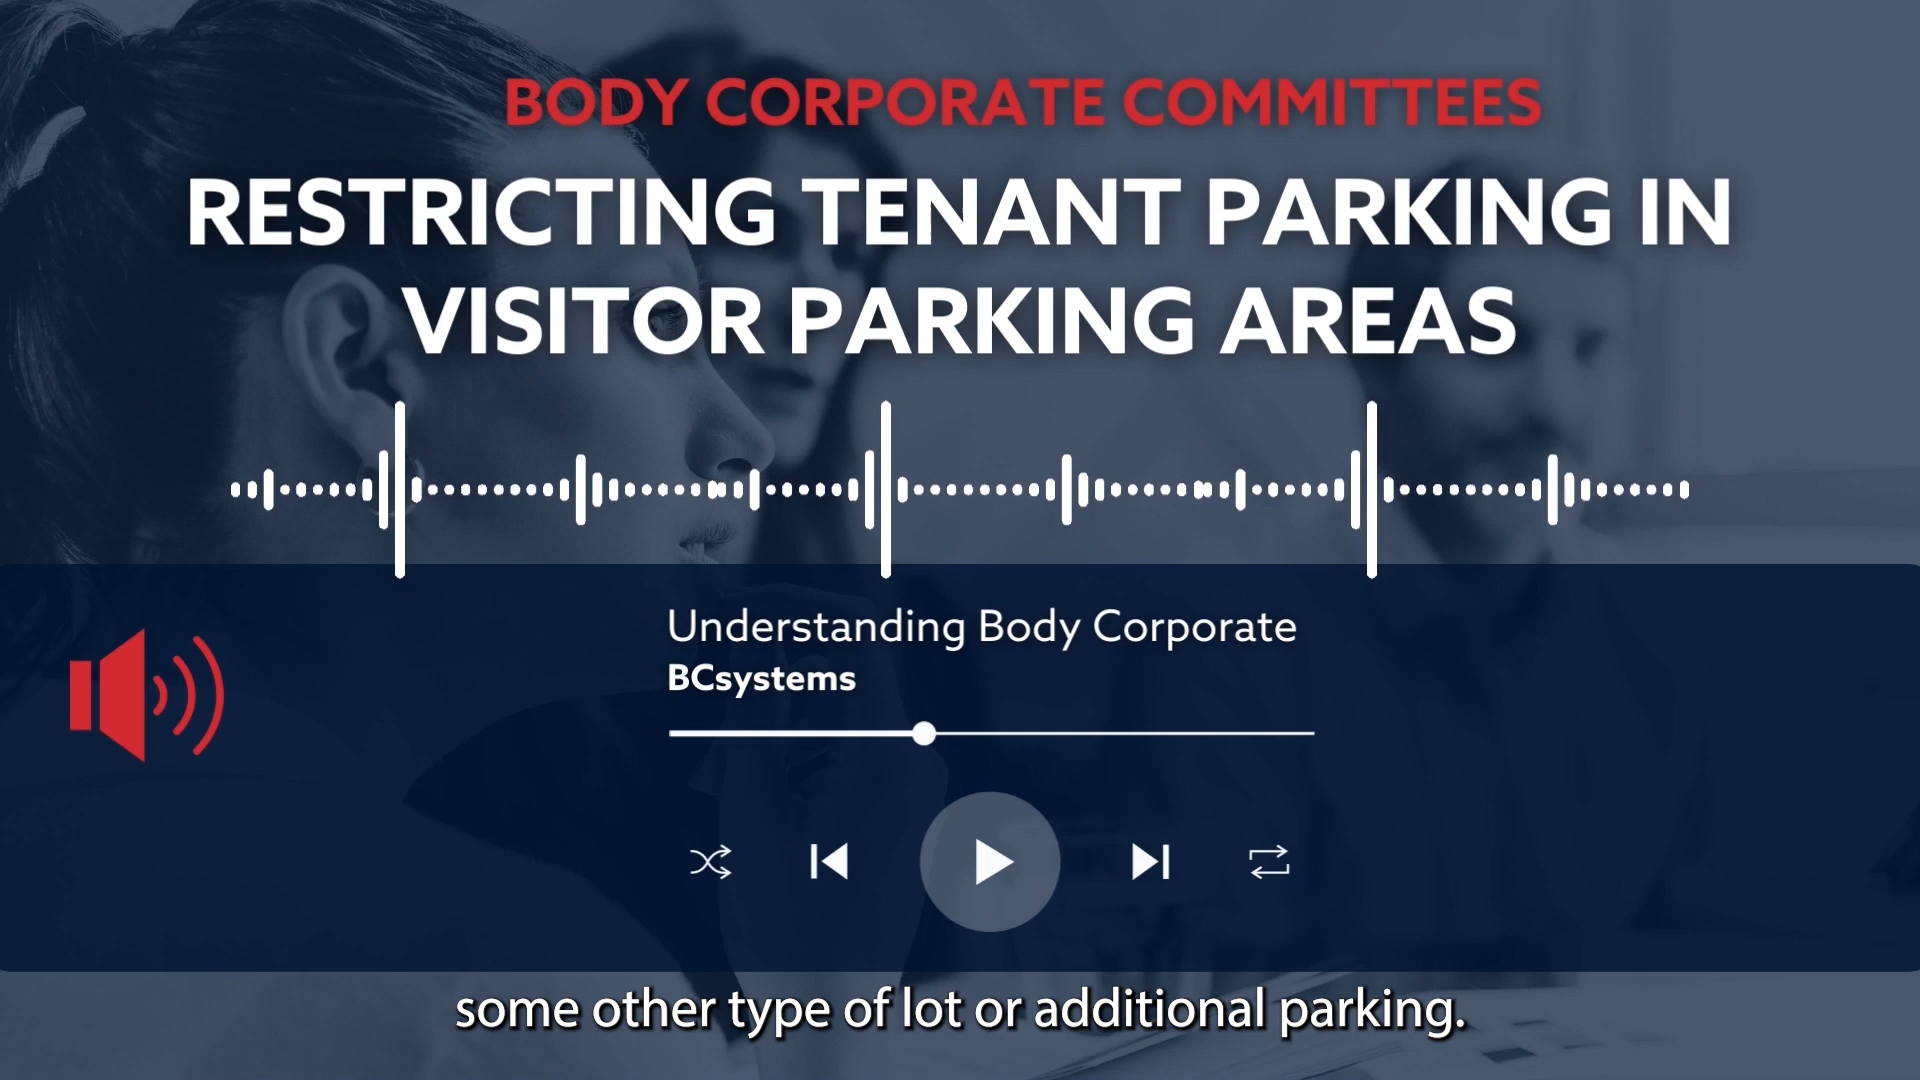 BODY CORPORATE COMMITTEES
RESTRICTING TENANT PARKING IN
VISITOR PARKING AREAS
Understanding Body Corporate
BCsystems
some other type of lot or additional parking.